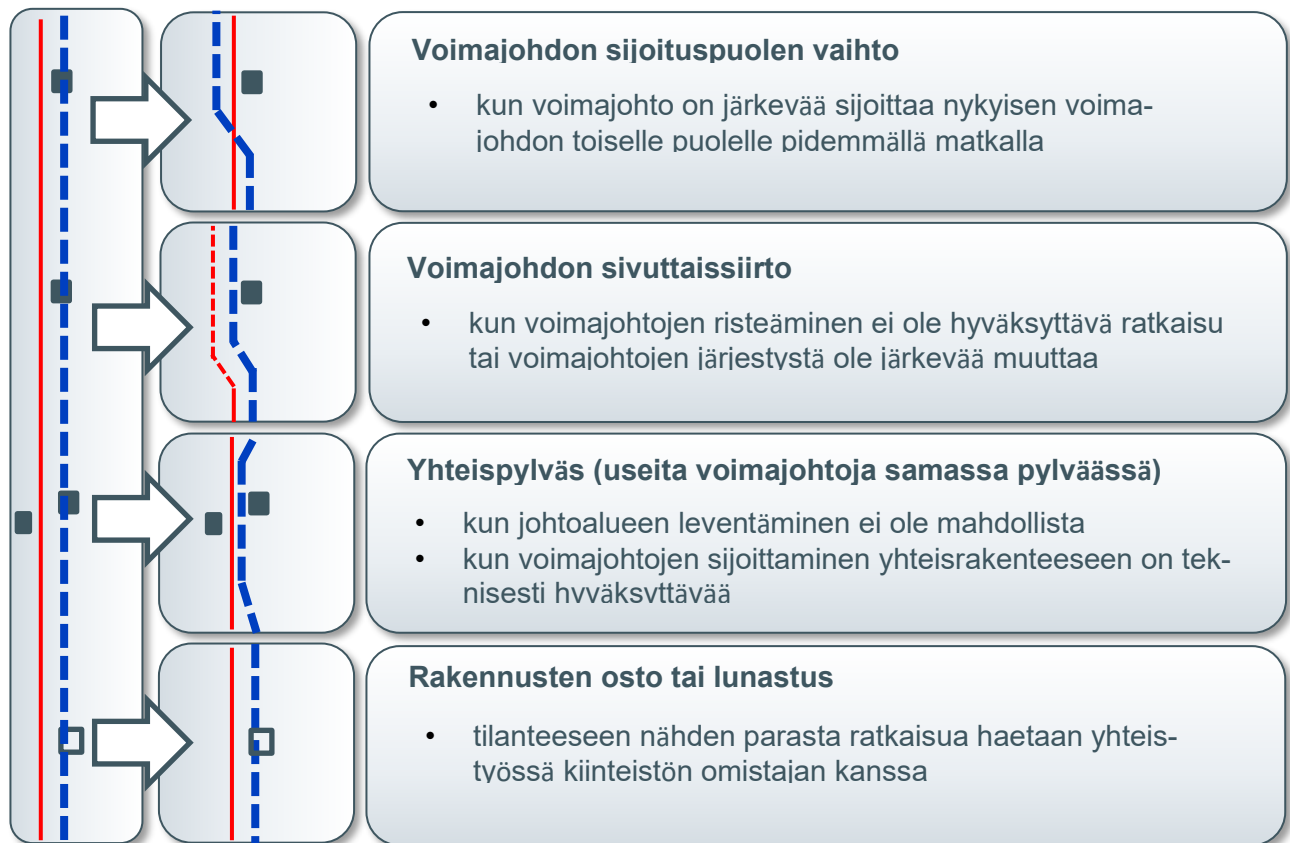 Voimajohdon sijoituspuolen vaihto
• kun voimajohto on järkevää sijoittaa nykyisen voima-
johdon toiselle puolelle pidemmällä matkalla
Voimajohdon sivuttaissiirto
• kun voimajohtojen risteäminen ei ole hyväksyttävä ratkaisu
tai voimajohtojen järjestystä ole järkevää muuttaa
Yhteispylväs (useita voimajohtoja samassa pylväässä)
• kun johtoalueen leventäminen ei ole mahdollista
• kun voimajohtojen sijoittaminen yhteisrakenteeseen on tek-
nisesti hyväksyttävää
Rakennusten osto tai lunastus
• tilanteeseen nähden parasta ratkaisua haetaan yhteis-
työssä kiinteistön omistajan kanssa